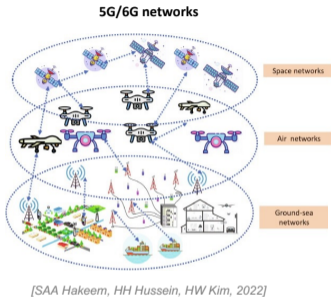 5G/6G networks
Space networks
Air networks
Ground-sea
networks
[SAA Hakeem, HH Hussein, HW Kim, 2022]